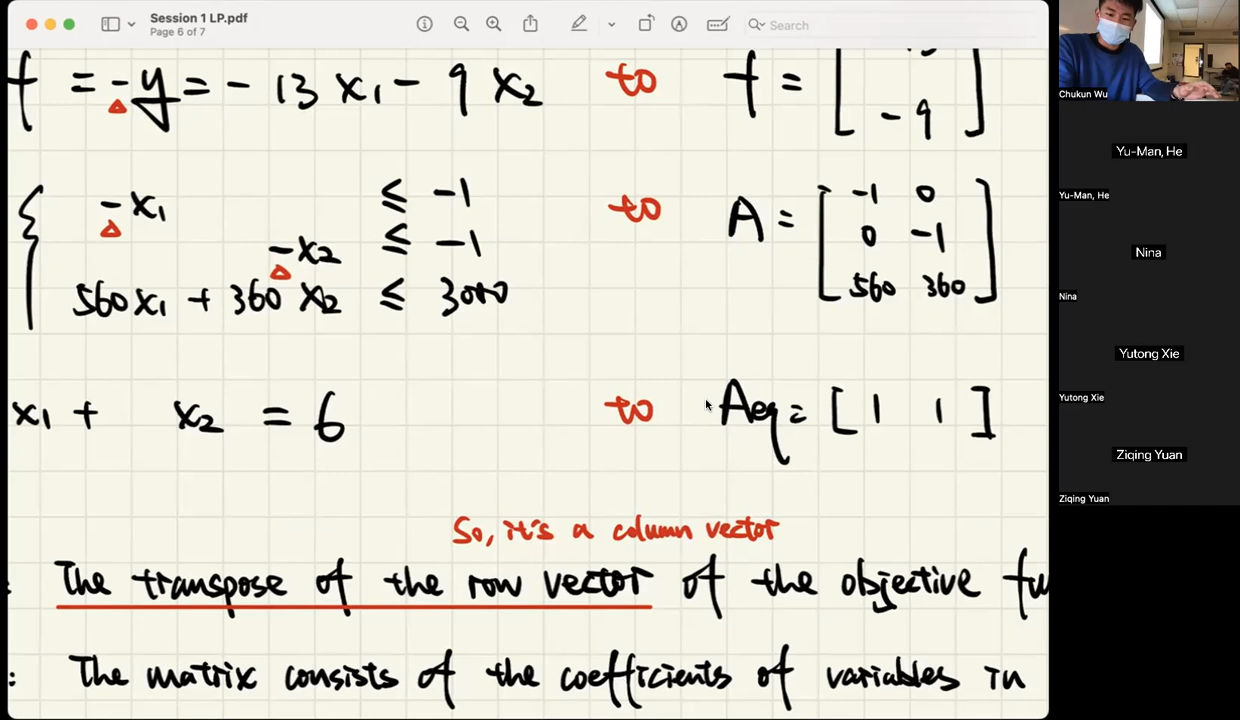 Session 1 LP.pdf
Page 6 of 7
Search
f = -y = - 13 x1 - 9 x2 to f = [ -9 ]
-x1 ≤ -1 to A = [ -1 0
-x2 ≤ -1 0 -1
560x1 + 360 x2 ≤ 3000 560 360 ]
x1 + x2 = 6 to Aeq = [ 1 1 ]
So, it's a column vector
: The transpose of the row vector of the objective
: The matrix consists of the coefficients of variables in
Chukun Wu
Yu-Man, He
Yu-Man, He
Nina
Nina
Yutong Xie
Yutong Xie
Ziqing Yuan
Ziqing Yuan